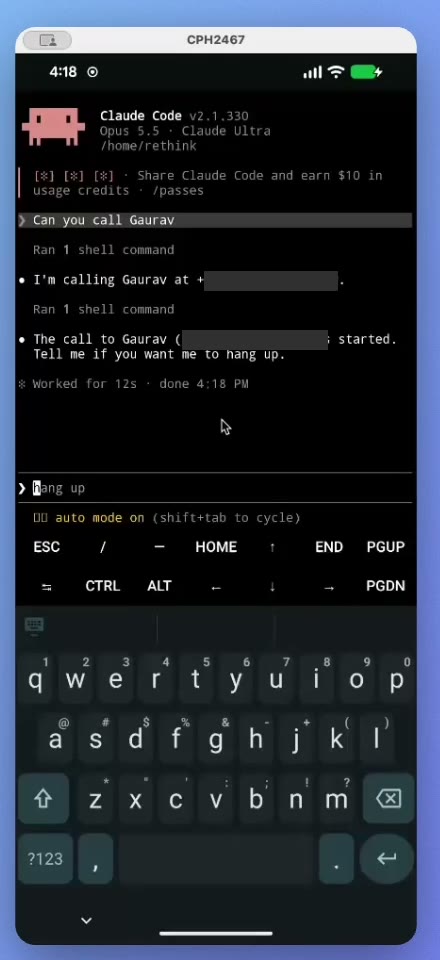 CPH2467
4:18
Claude Code v2.1.330
Opus 5.5 · Claude Ultra
/home/rethink
[✻] [✻] [✻] · Share Claude Code and earn $10 in
usage credits · /passes
❯ Can you call Gaurav
Ran 1 shell command
● I'm calling Gaurav at + .
Ran 1 shell command
● The call to Gaurav ( started.
Tell me if you want me to hang up.
✻ Worked for 12s · done 4:18 PM
❯ hang up
auto mode on (shift+tab to cycle)
ESC / — HOME ↑ END PGUP
⇆ CTRL ALT ← ↓ → PGDN
1 2 3 4 5 6 7 8 9 0
q w e r t y u i o p
@ # $ % & - + ( )
a s d f g h j k l
* " ' : ; ! ?
z x c v b n m
?123 , .